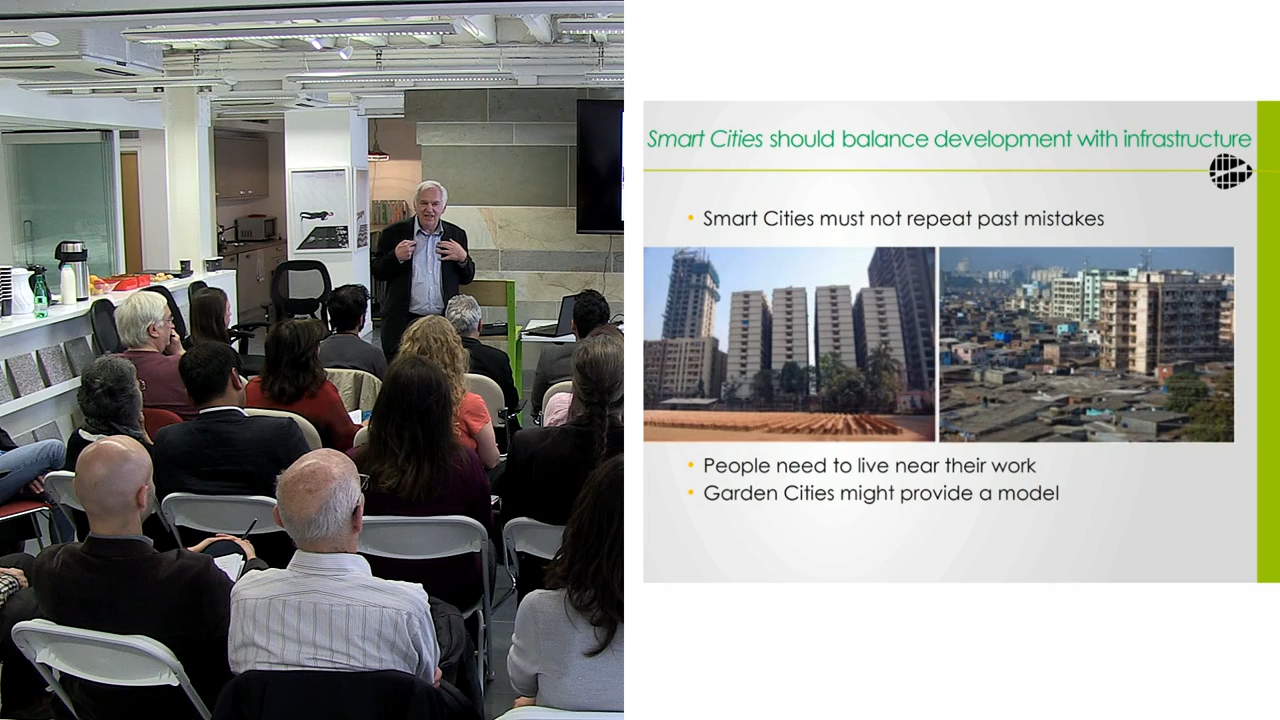 Smart Cities should balance development with infrastructure
• Smart Cities must not repeat past mistakes
• People need to live near their work
• Garden Cities might provide a model